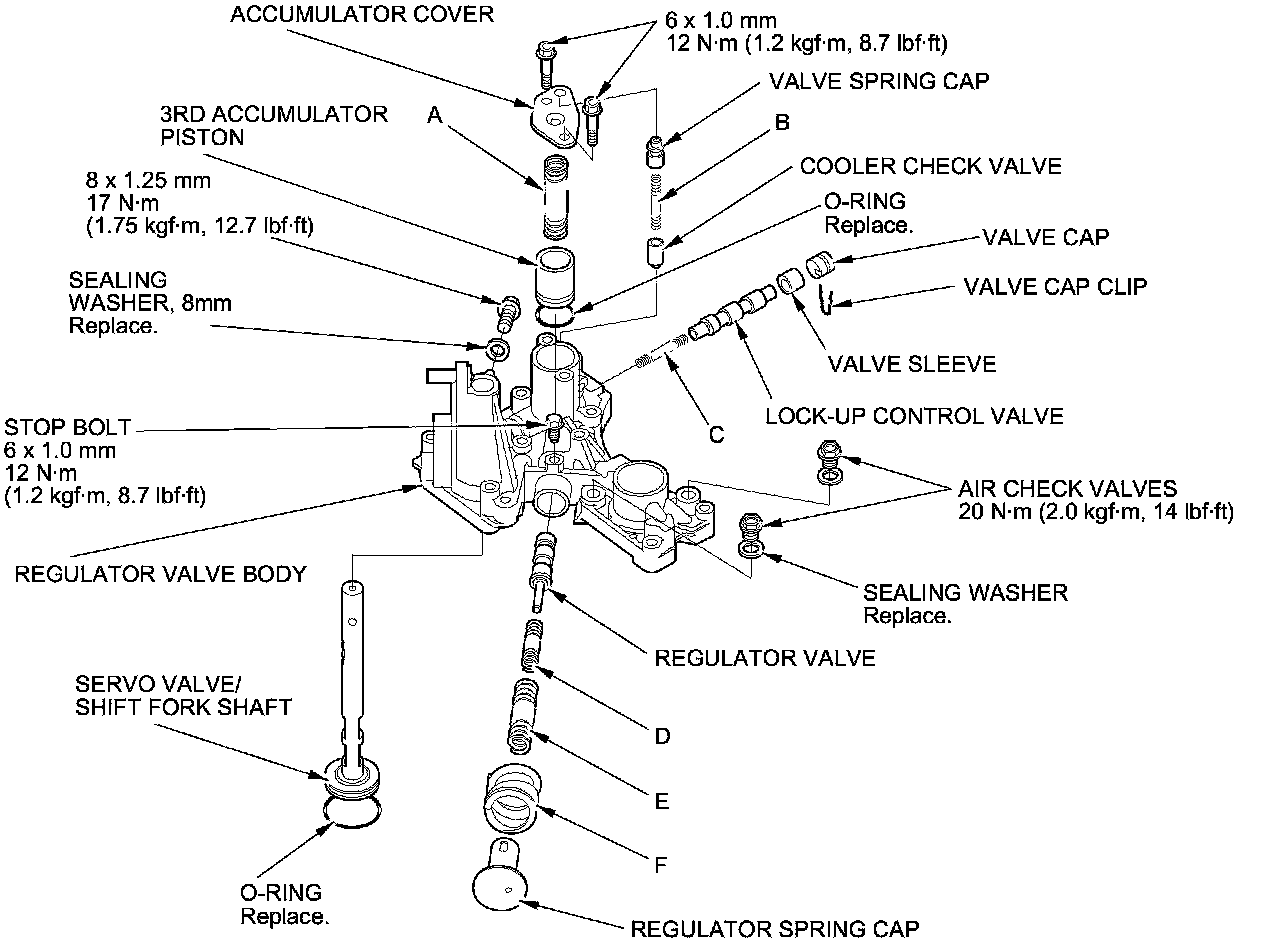 ACCUMULATOR COVER
6 x 1.0 mm
12 N·m (1.2 kgf·m, 8.7 lbf·ft)
VALVE SPRING CAP
3RD ACCUMULATOR
PISTON
A
B
COOLER CHECK VALVE
8 x 1.25 mm
17 N·m
(1.75 kgf·m, 12.7 lbf·ft)
O-RING
Replace.
VALVE CAP
SEALING
WASHER, 8mm
Replace.
VALVE CAP CLIP
VALVE SLEEVE
LOCK-UP CONTROL VALVE
C
STOP BOLT
6 x 1.0 mm
12 N·m
(1.2 kgf·m, 8.7 lbf·ft)
AIR CHECK VALVES
20 N·m (2.0 kgf·m, 14 lbf·ft)
REGULATOR VALVE BODY
SEALING WASHER
Replace.
REGULATOR VALVE
SERVO VALVE/
SHIFT FORK SHAFT
D
E
F
O-RING
Replace.
REGULATOR SPRING CAP